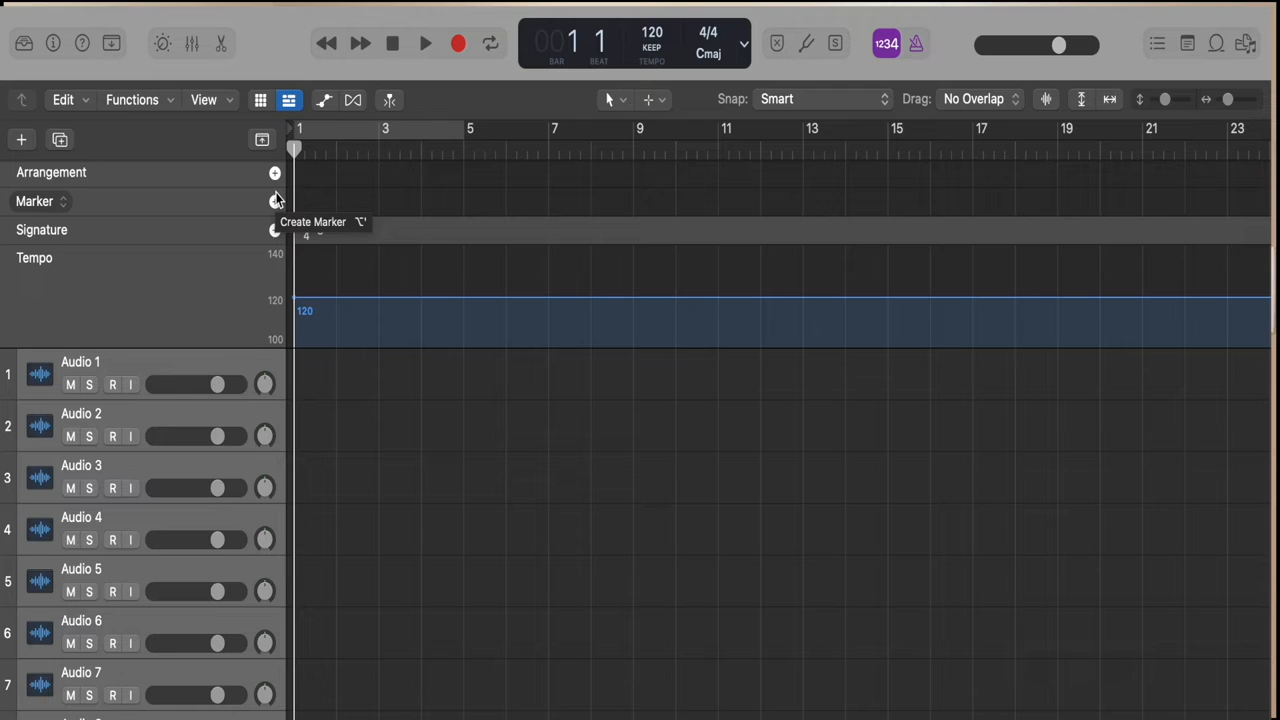 001 1 120 4/4
KEEP Cmaj
BAR BEAT TEMPO
1234
S
Edit Functions View Snap: Smart Drag: No Overlap
1 3 5 7 9 11 13 15 17 19 21 23
Arrangement
Marker
Create Marker ⌥'
Signature
4
Tempo 140
120
120
100
1 Audio 1
M S R I
2 Audio 2
M S R I
3 Audio 3
M S R I
4 Audio 4
M S R I
5 Audio 5
M S R I
6 Audio 6
M S R I
7 Audio 7
M S R I